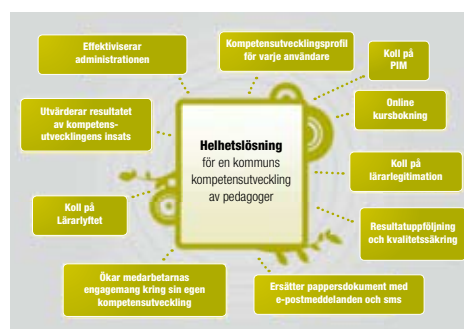 Effektiviserar
administrationen
Kompetensutvecklingsprofil
för varje användare
Koll på
PIM
Utvärderar resultatet
av kompetens-
utvecklingens insats
Online
kursbokning
Helhetslösning
för en kommuns
kompetensutveckling
av pedagoger
Koll på
lärarlegitimation
Koll på
Lärarlyftet
Resultatuppföljning
och kvalitetssäkring
Ökar medarbetarnas
engagemang kring sin egen
kompetensutveckling
Ersätter pappersdokument med
e-postmeddelanden och sms